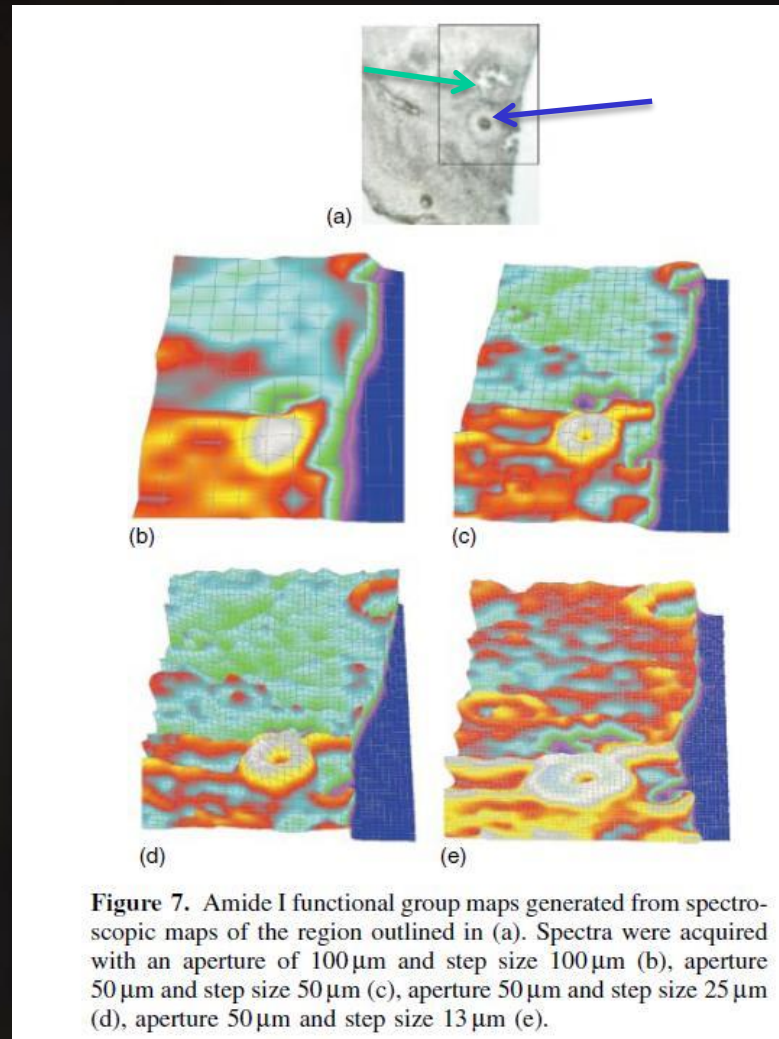 (a)
(b)
(c)
(d)
(e)
Figure 7. Amide I functional group maps generated from spectro-
scopic maps of the region outlined in (a). Spectra were acquired
with an aperture of 100 μm and step size 100 μm (b), aperture
50 μm and step size 50 μm (c), aperture 50 μm and step size 25 μm
(d), aperture 50 μm and step size 13 μm (e).